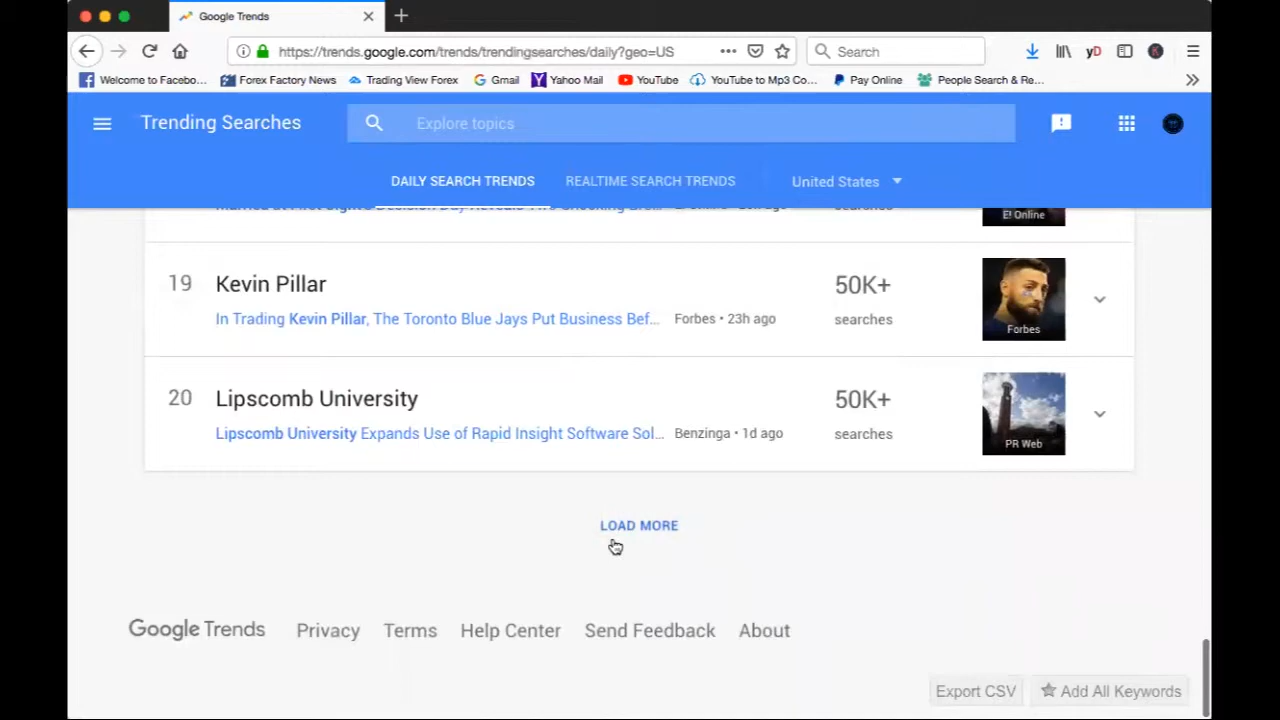 Google Trends
https://trends.google.com/trends/trendingsearches/daily?geo=US
Search
yD
K
Welcome to Facebo...
Forex Factory News
Trading View Forex
Gmail
Yahoo Mail
YouTube
YouTube to Mp3 Co...
Pay Online
People Search & Re...
Trending Searches
Explore topics
DAILY SEARCH TRENDS
REALTIME SEARCH TRENDS
United States
searches
E! Online
19
Kevin Pillar
50K+
In Trading Kevin Pillar, The Toronto Blue Jays Put Business Bef...
Forbes • 23h ago
searches
Forbes
20
Lipscomb University
50K+
Lipscomb University Expands Use of Rapid Insight Software Sol...
Benzinga • 1d ago
searches
PR Web
LOAD MORE
Google Trends
Privacy
Terms
Help Center
Send Feedback
About
Export CSV
Add All Keywords